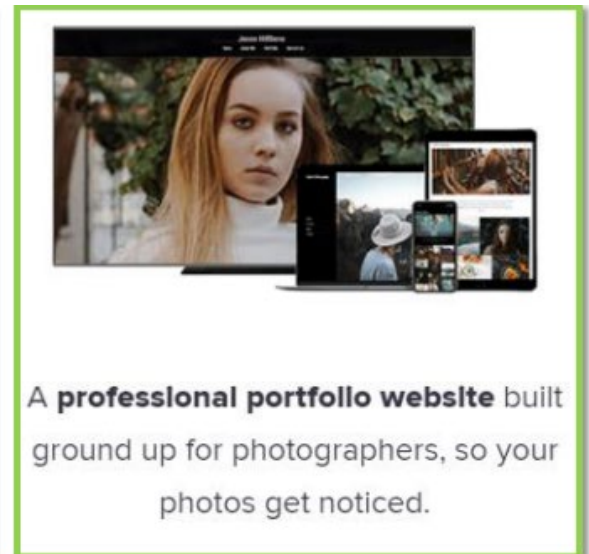 A professional portfolio website built
ground up for photographers, so your
photos get noticed.